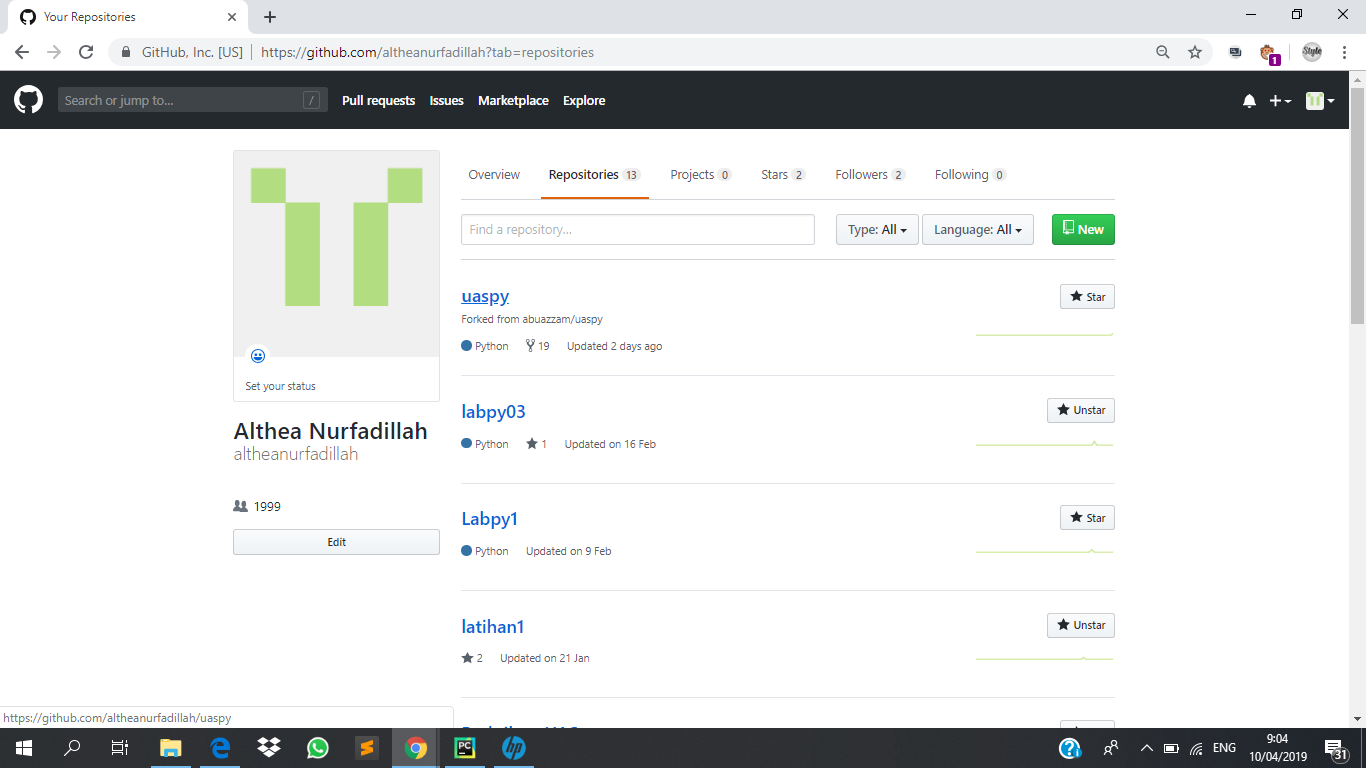 Your Repositories
GitHub, Inc. [US] https://github.com/altheanurfadillah?tab=repositories
Style
1
Search or jump to... /
Pull requests Issues Marketplace Explore
Overview Repositories 13 Projects 0 Stars 2 Followers 2 Following 0
Find a repository... Type: All Language: All New
Set your status
Althea Nurfadillah
altheanurfadillah
1999
Edit
uaspy Star
Forked from abuazzam/uaspy
Python 19 Updated 2 days ago
labpy03 Unstar
Python 1 Updated on 16 Feb
Labpy1 Star
Python Updated on 9 Feb
latihan1 Unstar
2 Updated on 21 Jan
https://github.com/altheanurfadillah/uaspy
PC hp ENG 9:04
10/04/2019 31